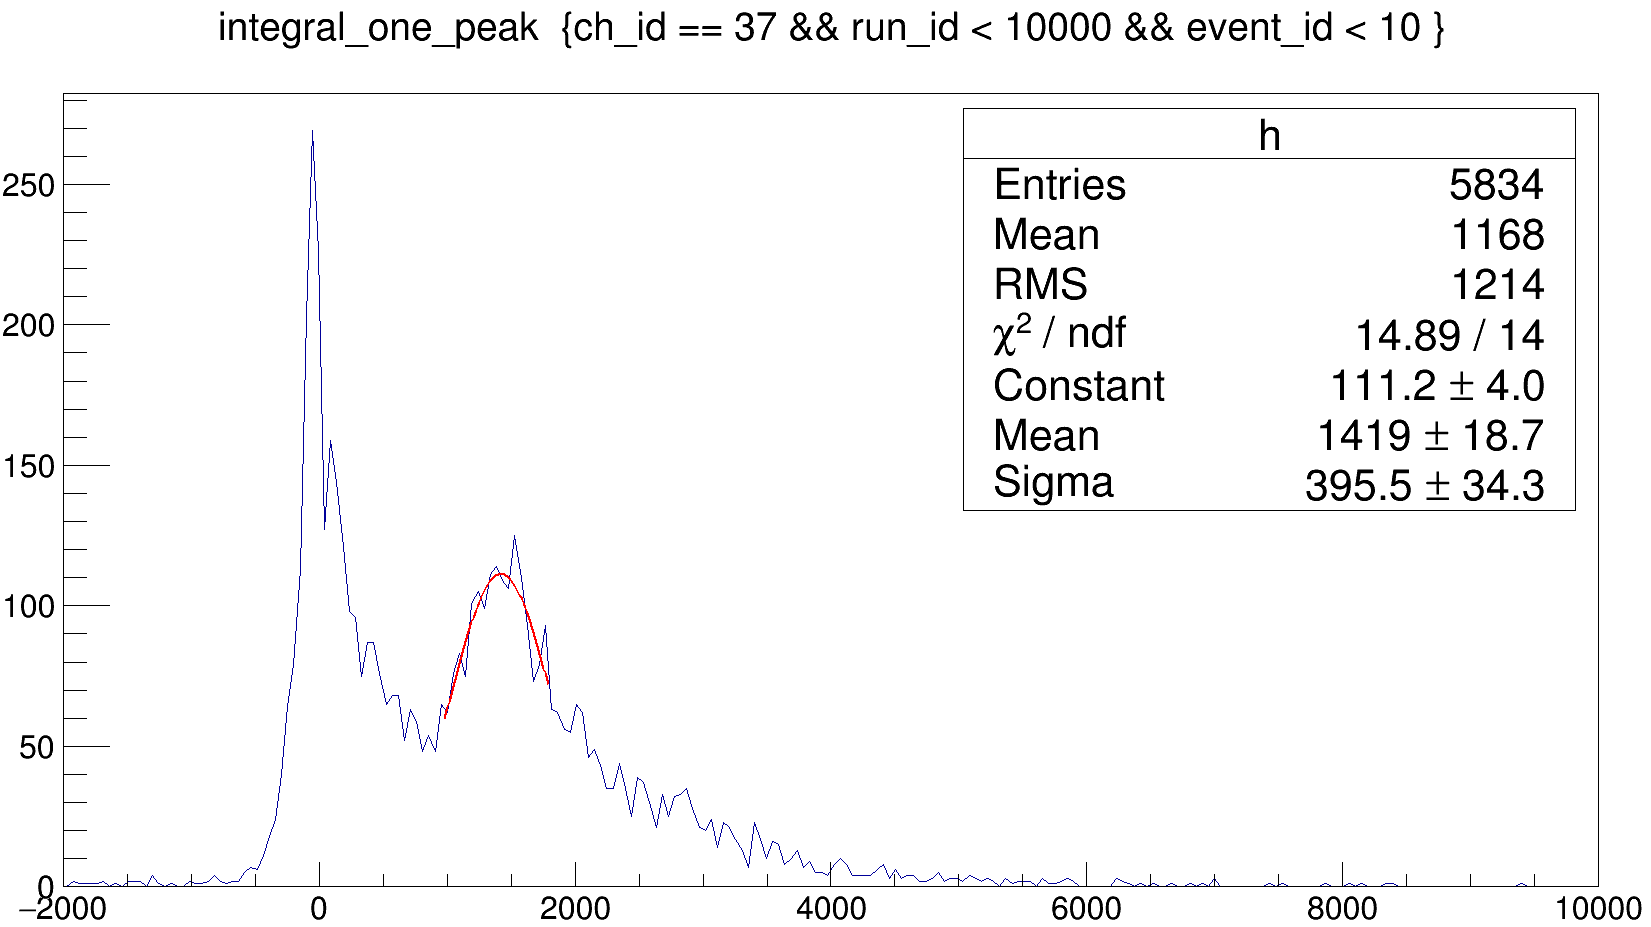 integral_one_peak {ch_id == 37 && run_id < 10000 && event_id < 10 }
h
Entries 5834
Mean 1168
RMS 1214
χ2 / ndf 14.89 / 14
Constant 111.2 ± 4.0
Mean 1419 ± 18.7
Sigma 395.5 ± 34.3
250
200
150
100
50
0
−2000 0 2000 4000 6000 8000 10000